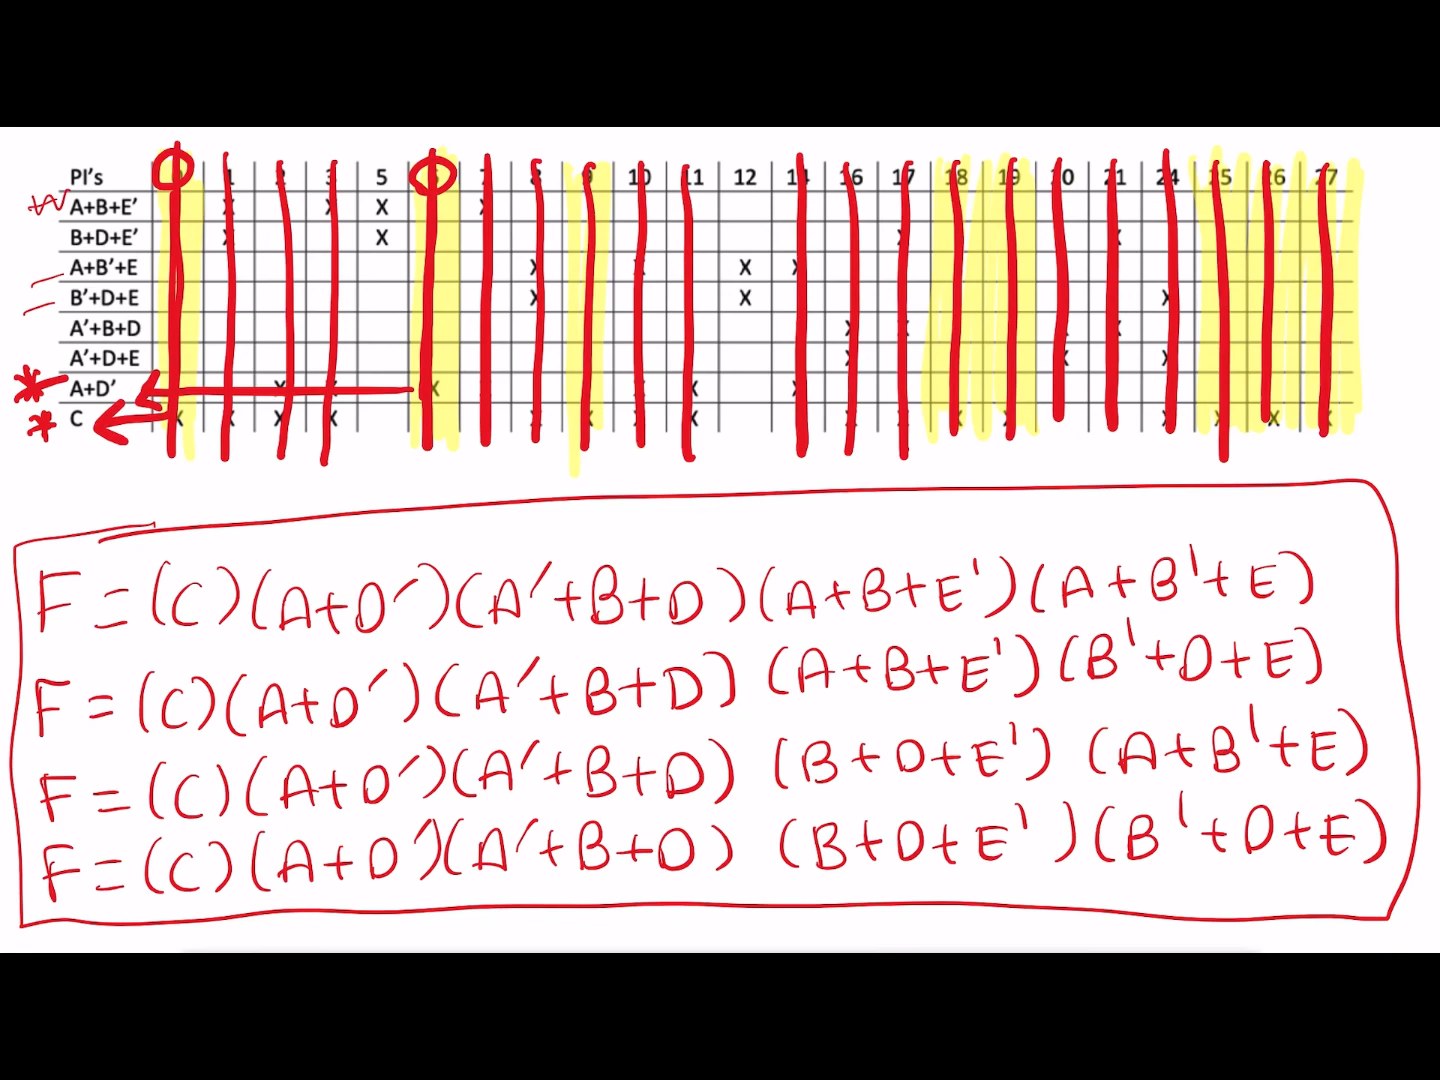 PI's 0 1 2 3 5 6 7 8 9 10 11 12 14 16 17 18 19 20 21 24 25 26 27
A+B+E' X X X X
B+D+E' X X X X
A+B'+E X X X X
B'+D+E X X X
A'+B+D X X X X
A'+D+E X X X
* A+D' X X X X X X
* C X X X X X X X X X X X X X X X X
F = (C)(A+D')(A'+B+D)(A+B+E')(A+B'+E)
F = (C)(A+D')(A'+B+D) (A+B+E')(B'+D+E)
F = (C)(A+D')(A'+B+D) (B+D+E') (A+B'+E)
F = (C)(A+D')(A'+B+D) (B+D+E')(B'+D+E)